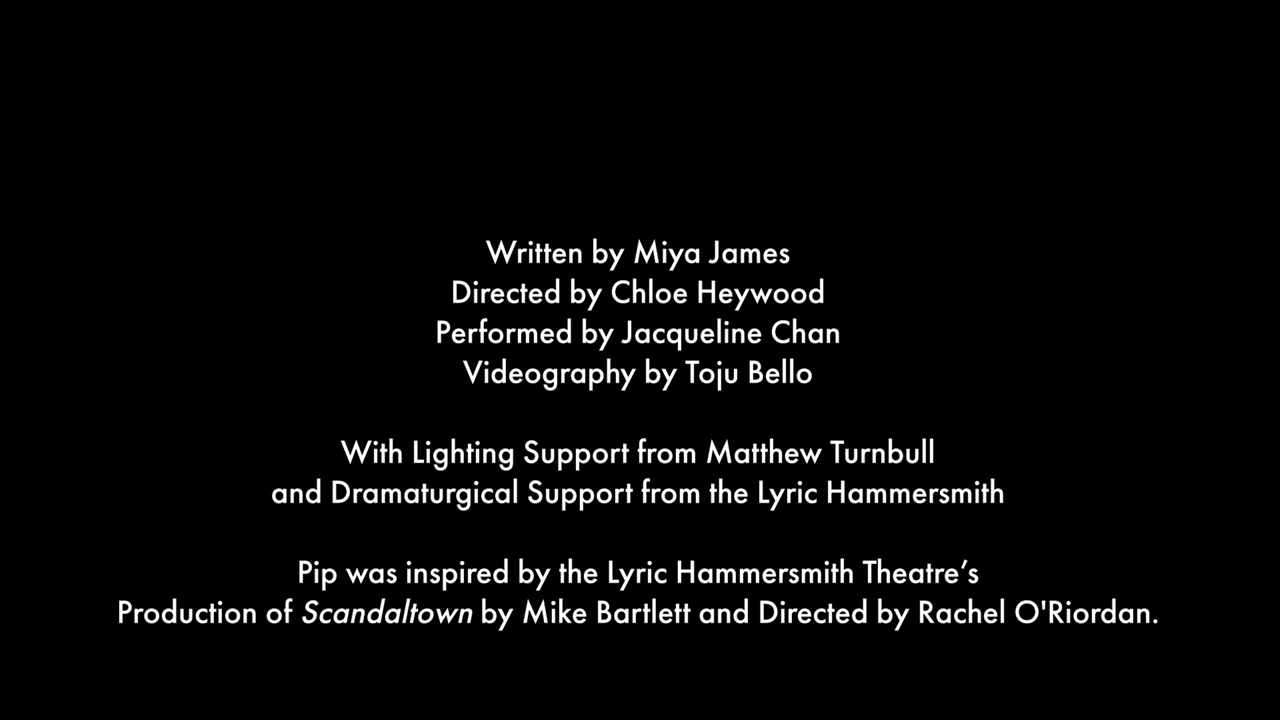 Written by Miya James
Directed by Chloe Heywood
Performed by Jacqueline Chan
Videography by Toju Bello
With Lighting Support from Matthew Turnbull
and Dramaturgical Support from the Lyric Hammersmith
Pip was inspired by the Lyric Hammersmith Theatre’s
Production of Scandaltown by Mike Bartlett and Directed by Rachel O'Riordan.